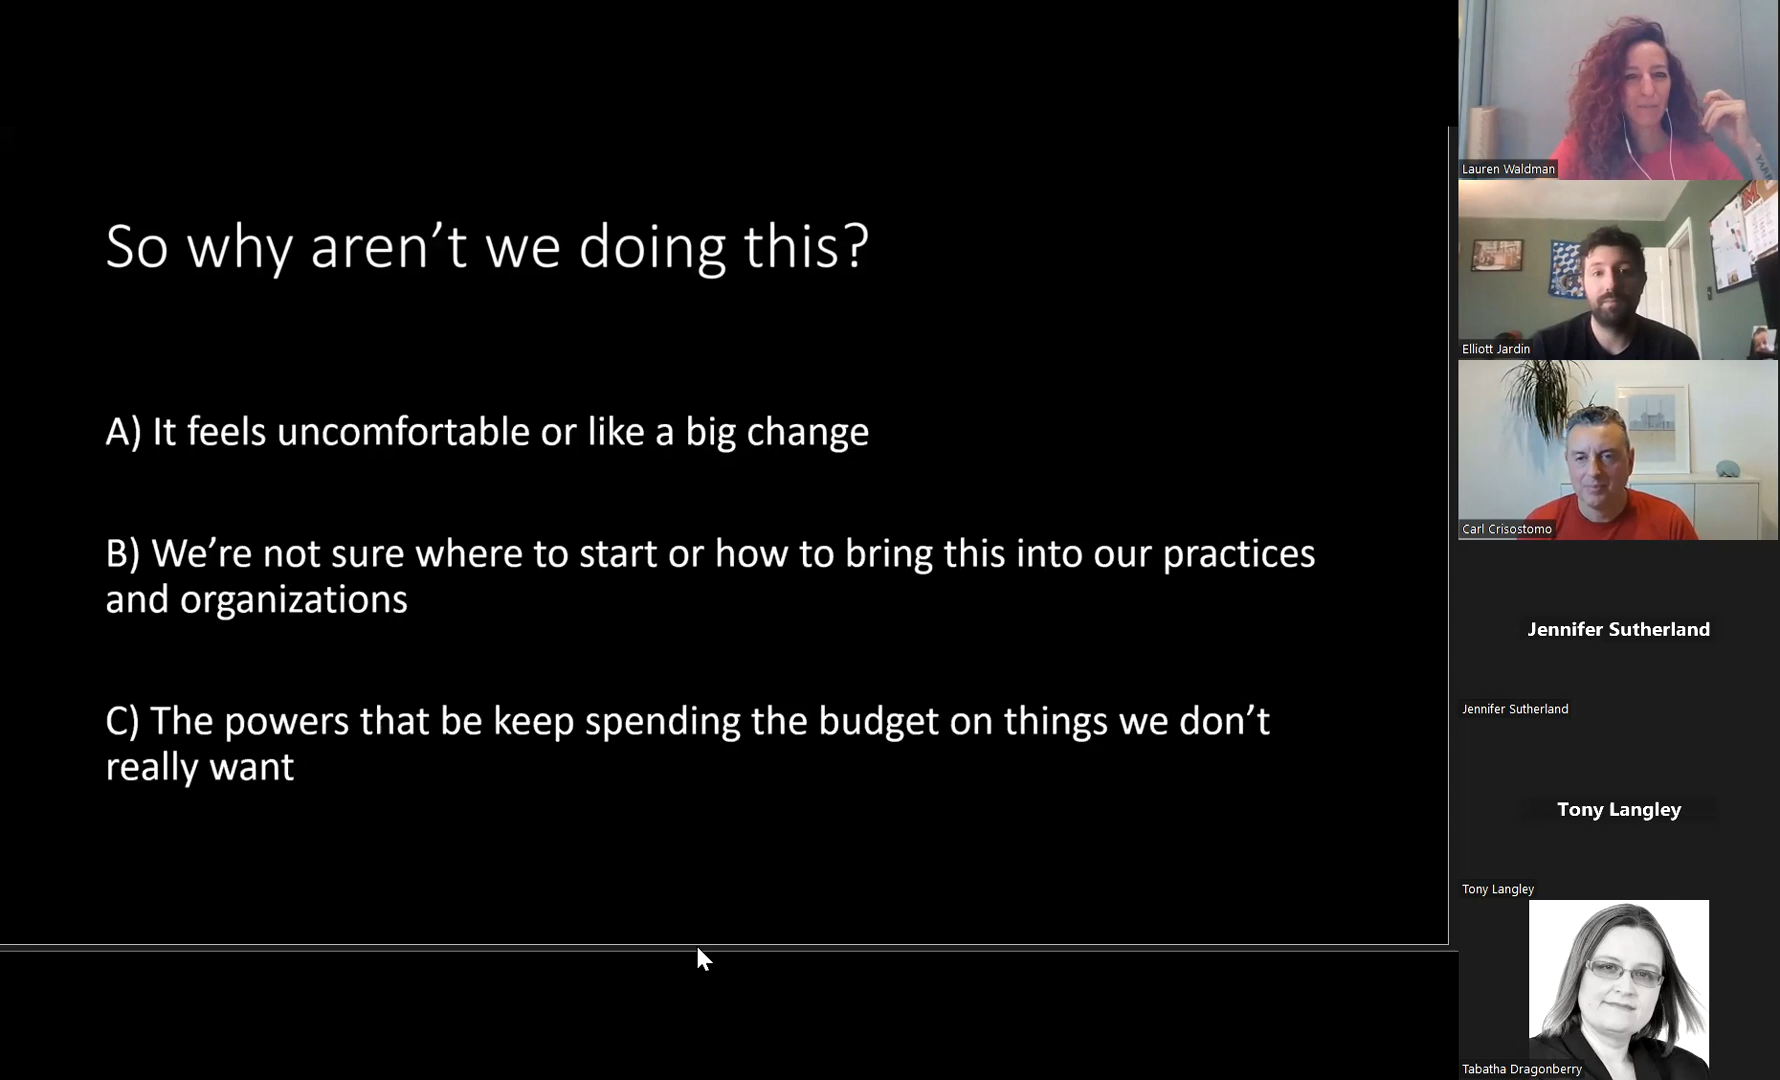 So why aren’t we doing this?
A) It feels uncomfortable or like a big change
B) We’re not sure where to start or how to bring this into our practices
and organizations
C) The powers that be keep spending the budget on things we don’t
really want
Lauren Waldman
Elliott Jardin
Carl Crisostomo
Jennifer Sutherland
Jennifer Sutherland
Tony Langley
Tony Langley
Tabatha Dragonberry